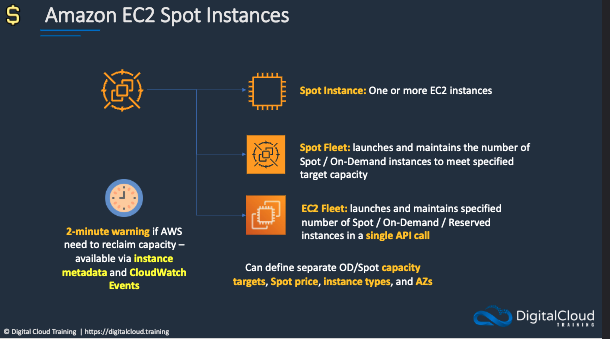 $
Amazon EC2 Spot Instances
Spot Instance: One or more EC2 instances
Spot Fleet: launches and maintains the number of
Spot / On-Demand instances to meet specified
target capacity
EC2 Fleet: launches and maintains specified
number of Spot / On-Demand / Reserved
instances in a single API call
2-minute warning if AWS
need to reclaim capacity –
available via instance
metadata and CloudWatch
Events
Can define separate OD/Spot capacity
targets, Spot price, instance types, and AZs
DigitalCloud
TRAINING
© Digital Cloud Training | https://digitalcloud.training